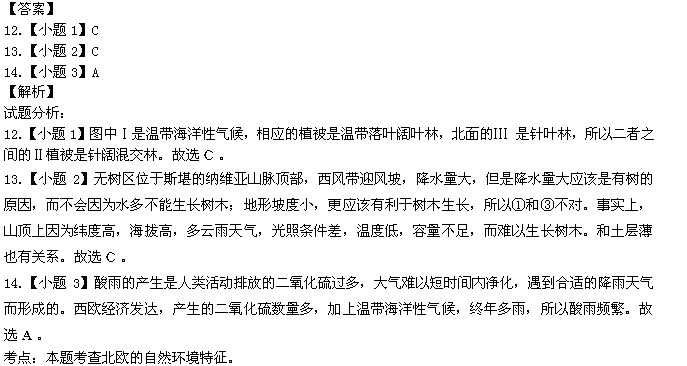 【答案】
12.【小题 1】C
13.【小题 2】C
14.【小题 3】A
【解析】
试题分析：
12.【小题 1】图中Ⅰ是温带海洋性气候，相应的植被是温带落叶阔叶林，北面的III 是针叶林，所以二者之
间的Ⅱ植被是针阔混交林。故选 C 。
13.【小题 2】无树区位于斯堪的纳维亚山脉顶部，西风带迎风坡，降水量大，但是降水量大应该是有树的
原因，而不会因为水多不能生长树木；地形坡度小，更应该有利于树木生长，所以①和③不对。事实上，
山顶上因为纬度高，海拔高，多云雨天气，光照条件差，温度低，容量不足，而难以生长树木。和土层薄
也有关系。故选 C 。
14.【小题 3】酸雨的产生是人类活动排放的二氧化硫过多，大气难以短时间内净化，遇到合适的降雨天气
而形成的。西欧经济发达，产生的二氧化硫数量多，加上温带海洋性气候，终年多雨，所以酸雨频繁。故
选 A 。
考点：本题考查北欧的自然环境特征。